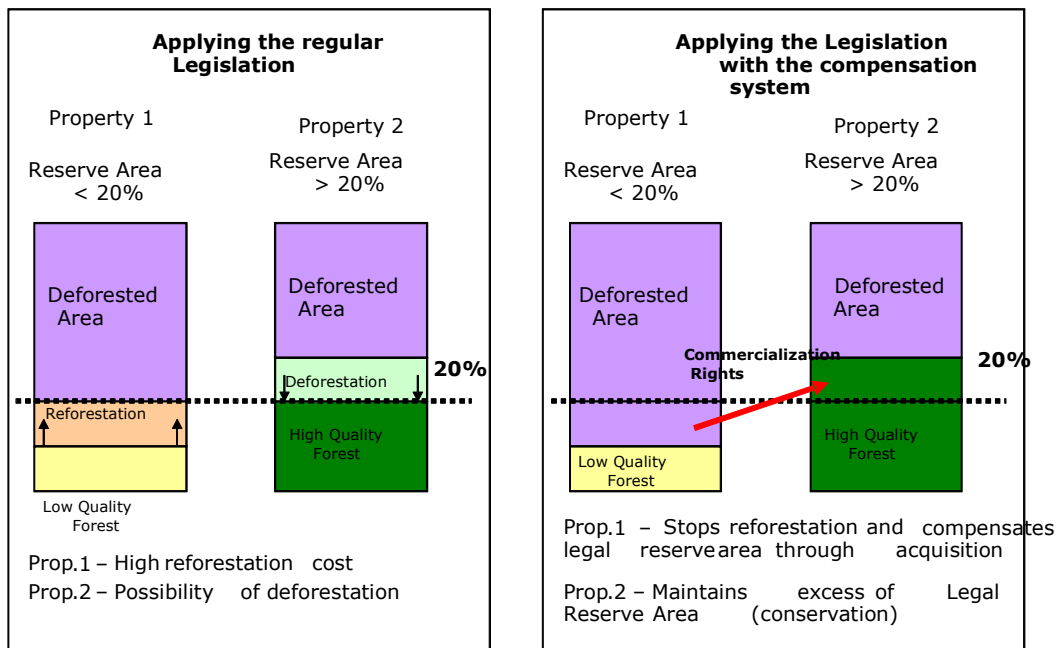 Applying the regular
Legislation
Property 1
Property 2
Reserve Area
< 20%
Reserve Area
> 20%
Deforested
Area
Deforested
Area
20%
Deforestation
Reforestation
High Quality
Forest
Low Quality
Forest
Prop.1 – High reforestation cost
Prop.2 – Possibility of deforestation
Applying the Legislation
with the compensation
system
Property 1
Property 2
Reserve Area
< 20%
Reserve Area
> 20%
Deforested
Area
Deforested
Area
Commercialization
Rights
20%
High Quality
Forest
Low Quality
Forest
Prop.1 – Stops reforestation and compensates
legal reserve area through acquisition
Prop.2 – Maintains excess of Legal
Reserve Area (conservation)